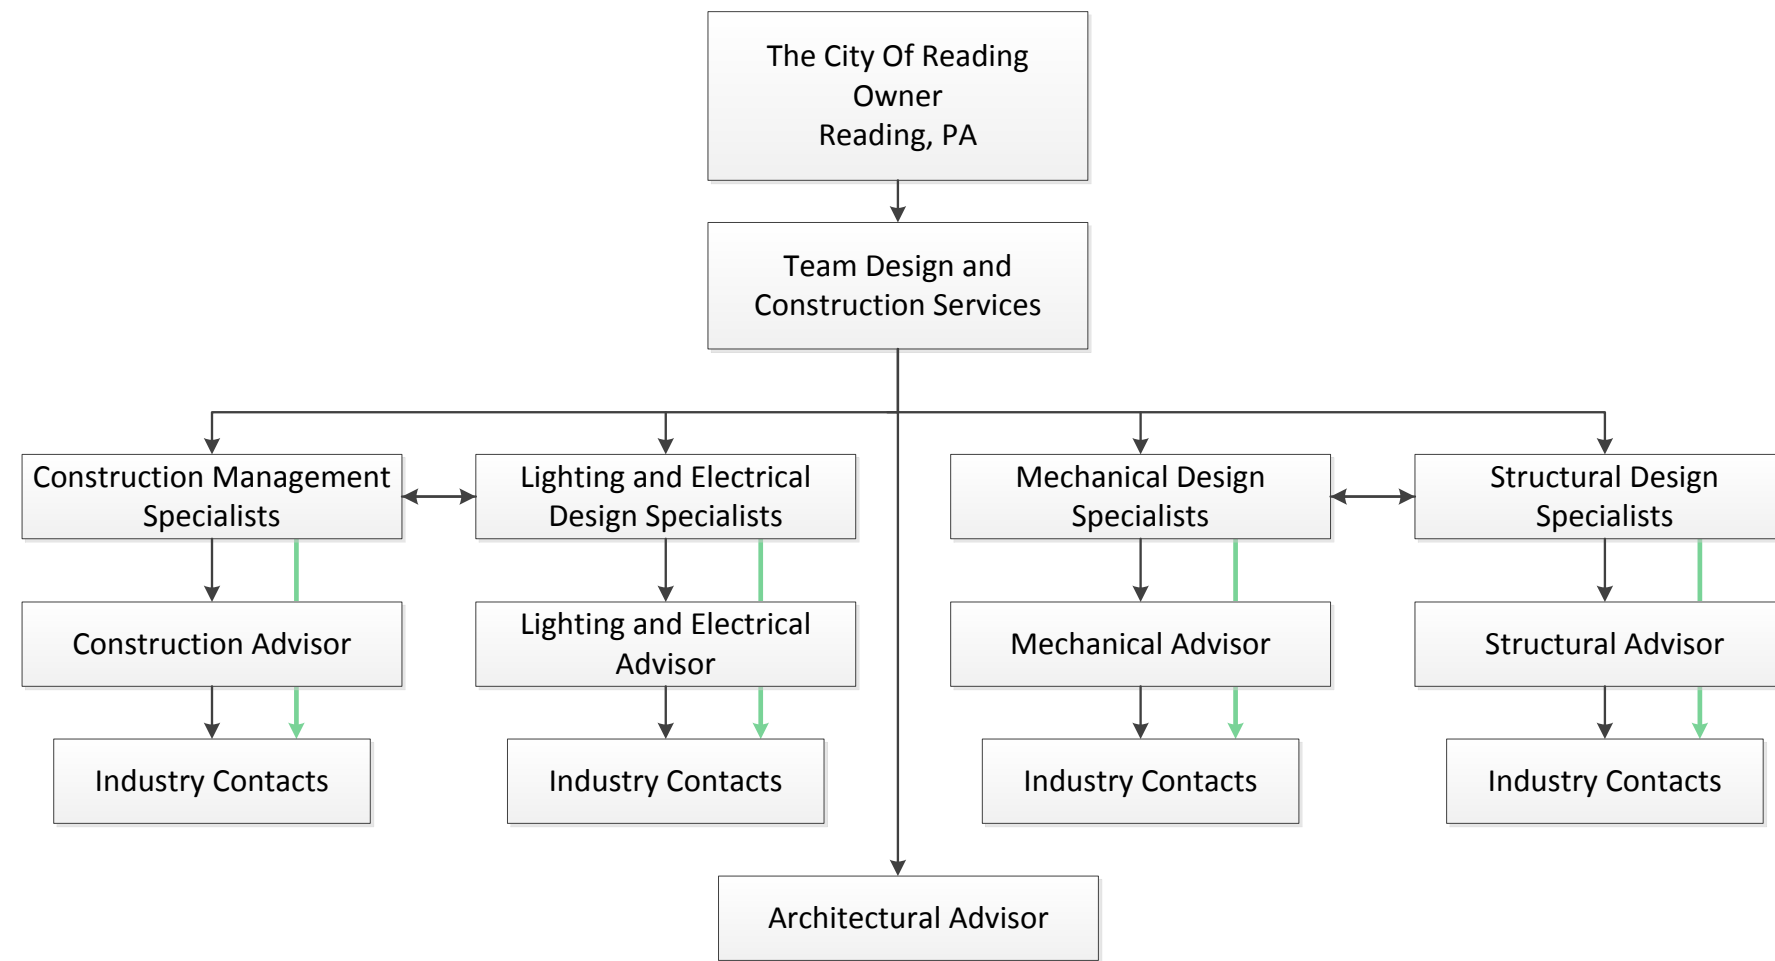 The City Of Reading
Owner
Reading, PA
Team Design and
Construction Services
Construction Management
Specialists
Lighting and Electrical
Design Specialists
Mechanical Design
Specialists
Structural Design
Specialists
Construction Advisor
Lighting and Electrical
Advisor
Mechanical Advisor
Structural Advisor
Industry Contacts
Industry Contacts
Industry Contacts
Industry Contacts
Architectural Advisor